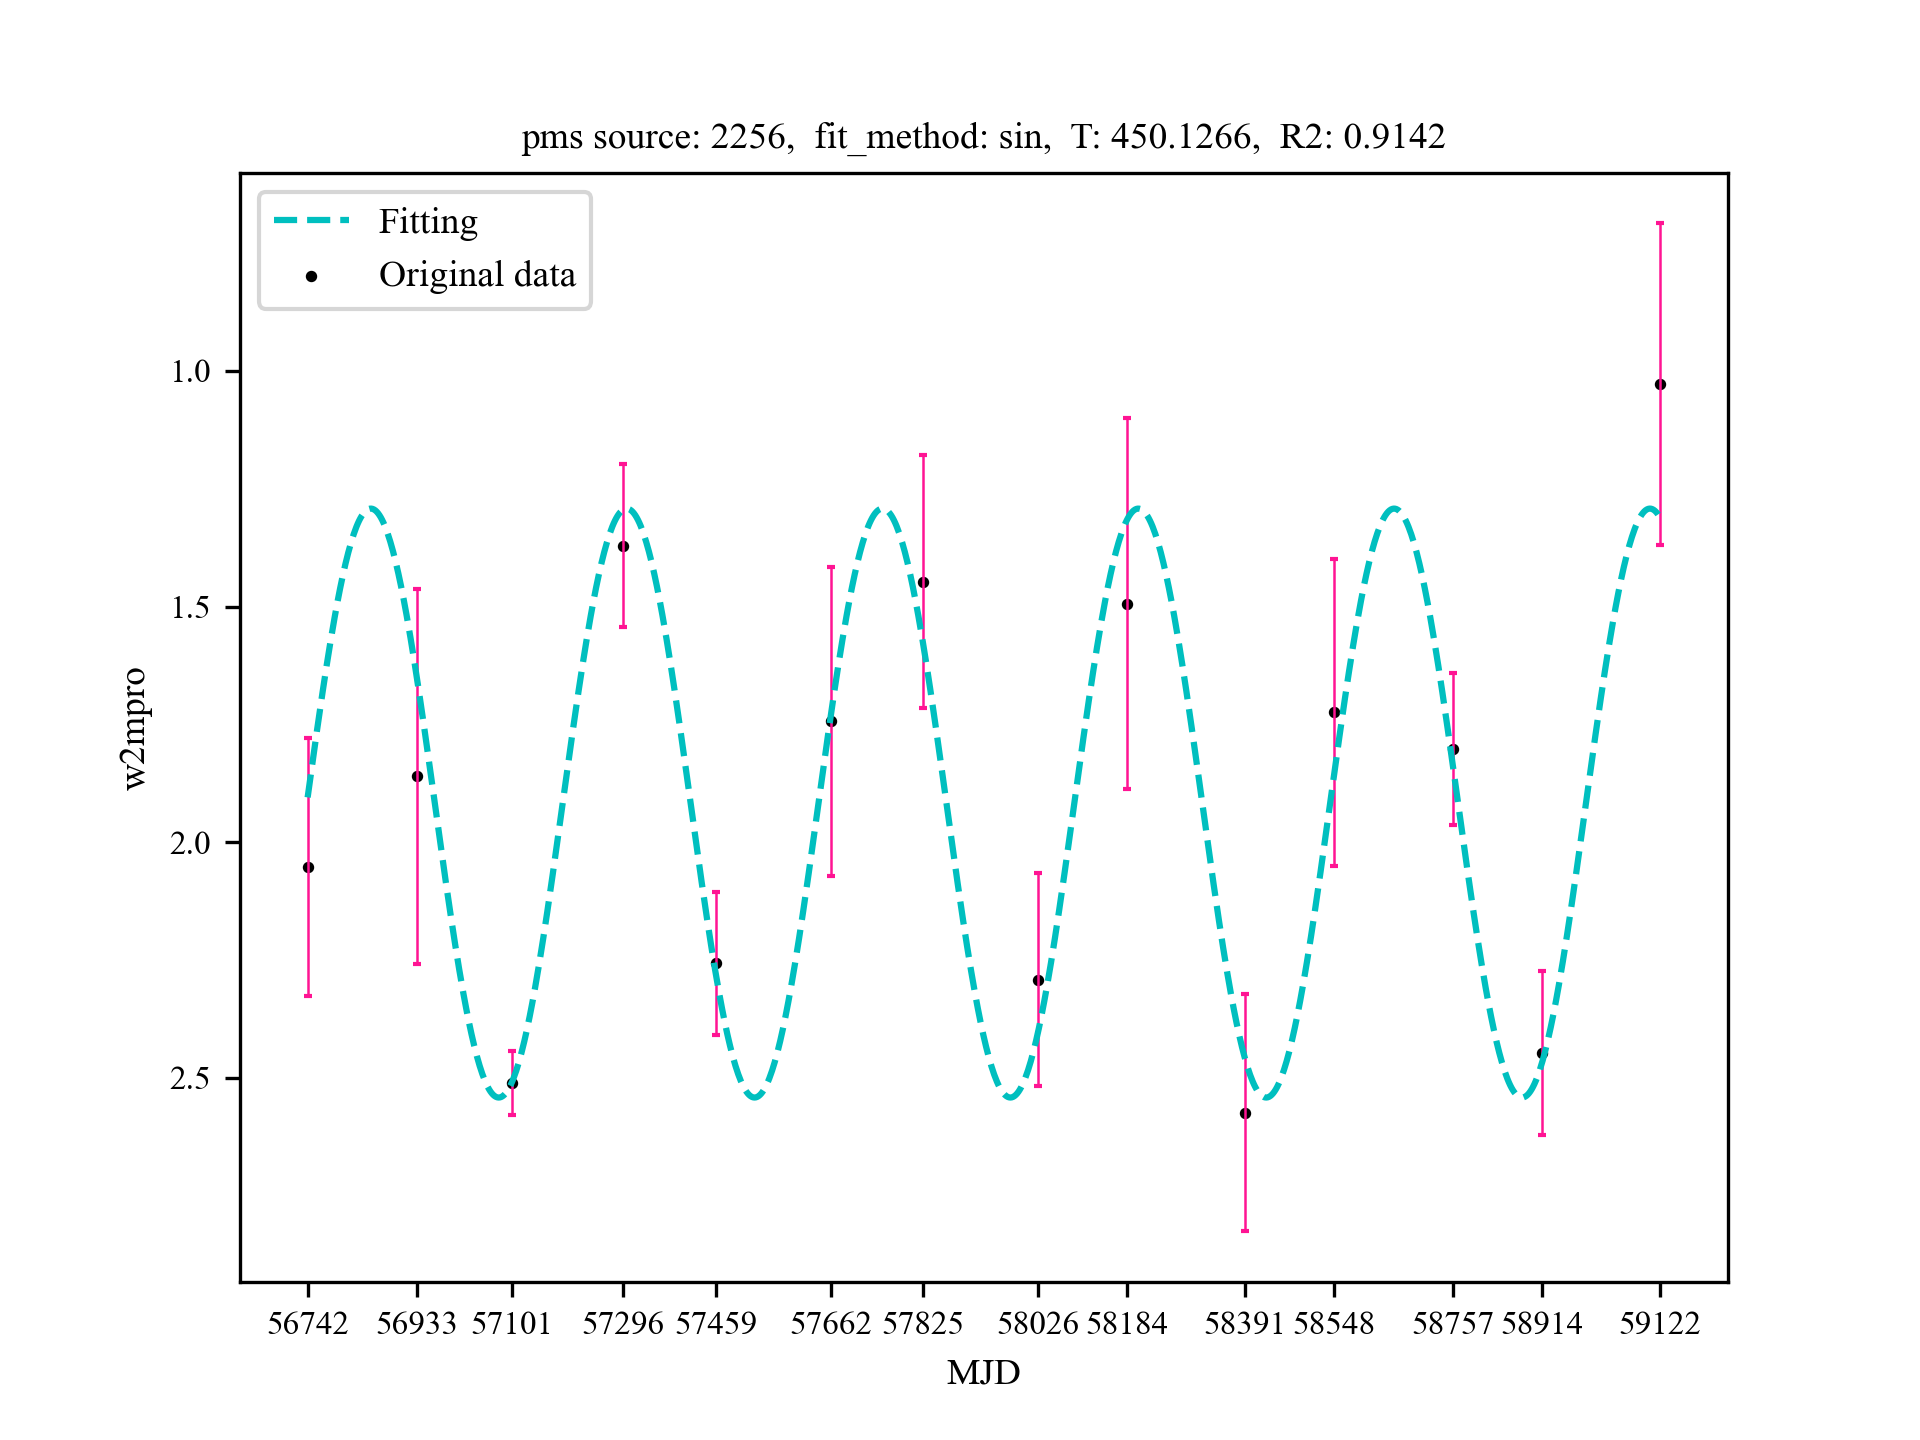 pms source: 2256,  fit_method: sin,  T: 450.1266,  R2: 0.9142
Fitting
Original data
1.0
1.5
2.0
2.5
w2mpro
56742 56933 57101 57296 57459 57662 57825 58026 58184 58391 58548 58757 58914 59122
MJD